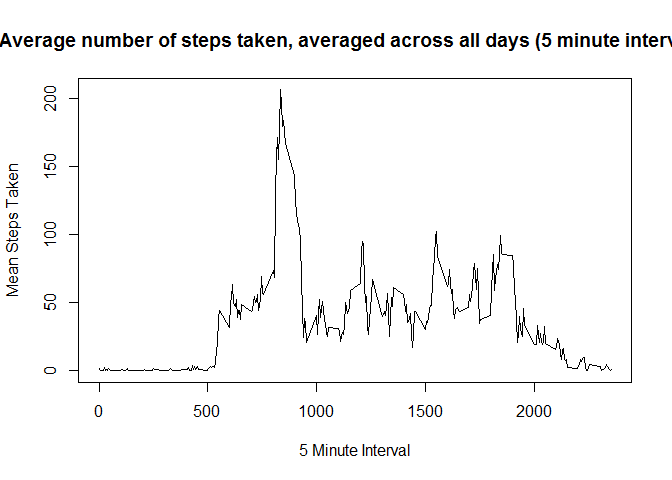 Average number of steps taken, averaged across all days (5 minute interv
Mean Steps Taken
200
150
100
50
0
0 500 1000 1500 2000
5 Minute Interval